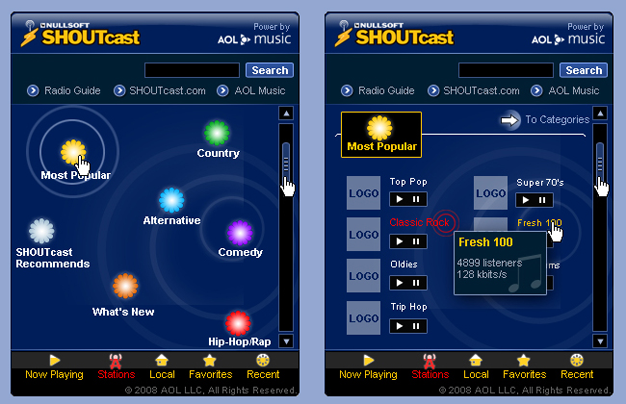 NULLSOFT
SHOUTcast
Power by
AOL music
Search
Radio Guide
SHOUTcast.com
AOL Music
Most Popular
Country
Alternative
SHOUTcast
Recommends
Comedy
What's New
Hip-Hop/Rap
Now Playing
Stations
Local
Favorites
Recent
© 2008 AOL LLC, All Rights Reserved.
NULLSOFT
SHOUTcast
Power by
AOL music
Search
Radio Guide
SHOUTcast.com
AOL Music
Most Popular
To Categories
LOGO
Top Pop
LOGO
Super 70's
LOGO
Classic Rock
Fresh 100
Fresh 100
4899 listeners
128 kbits/s
LOGO
Oldies
LOGO
Trip Hop
Now Playing
Stations
Local
Favorites
Recent
© 2008 AOL LLC, All Rights Reserved.